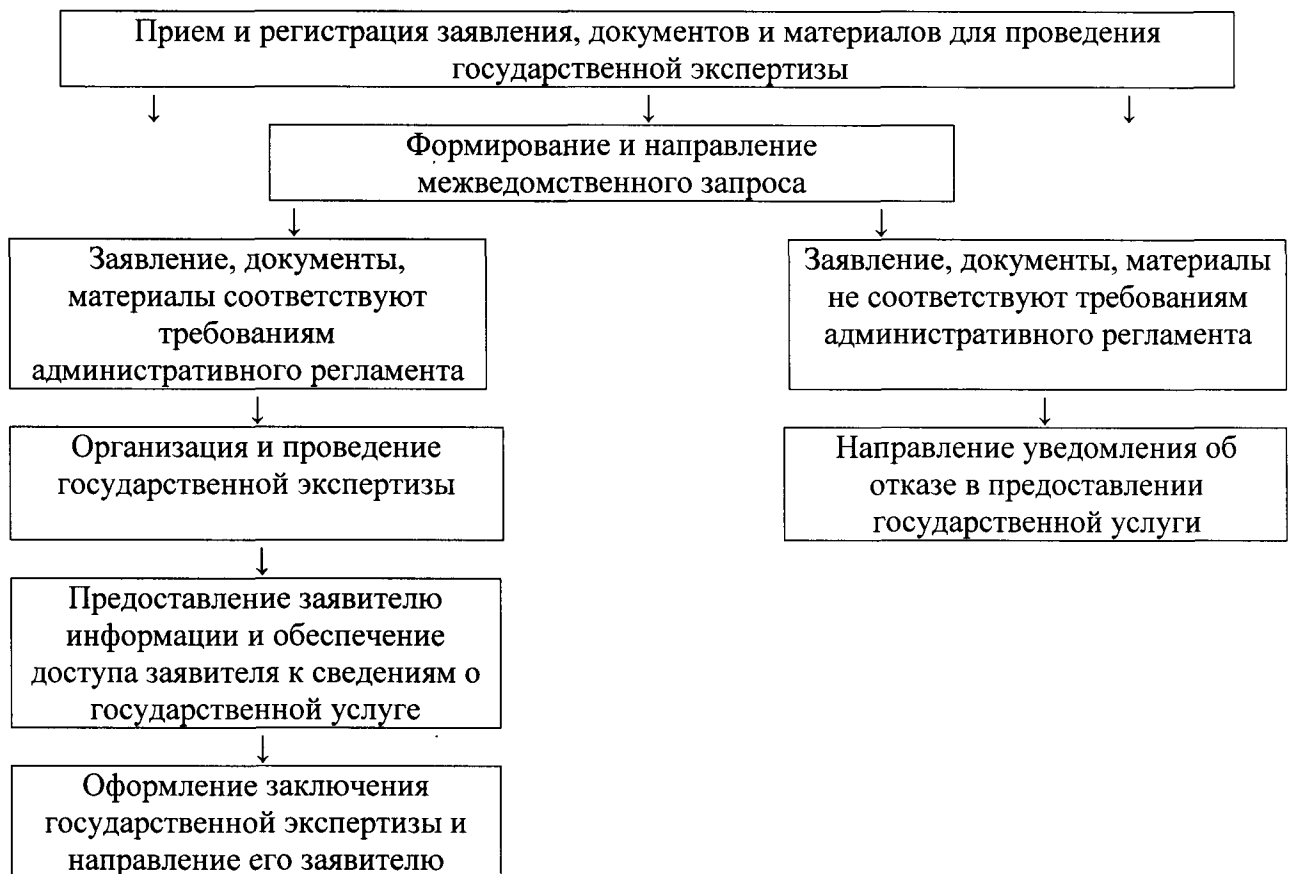 Прием и регистрация заявления, документов и материалов для проведения
государственной экспертизы
↓ ↓ ↓
Формирование и направление
межведомственного запроса
↓ ↓
Заявление, документы,
материалы соответствуют
требованиям
административного регламента
Заявление, документы, материалы
не соответствуют требованиям
административного регламента
↓ ↓
Организация и проведение
государственной экспертизы
Направление уведомления об
отказе в предоставлении
государственной услуги
↓
Предоставление заявителю
информации и обеспечение
доступа заявителя к сведениям о
государственной услуге
↓
Оформление заключения
государственной экспертизы и
направление его заявителю